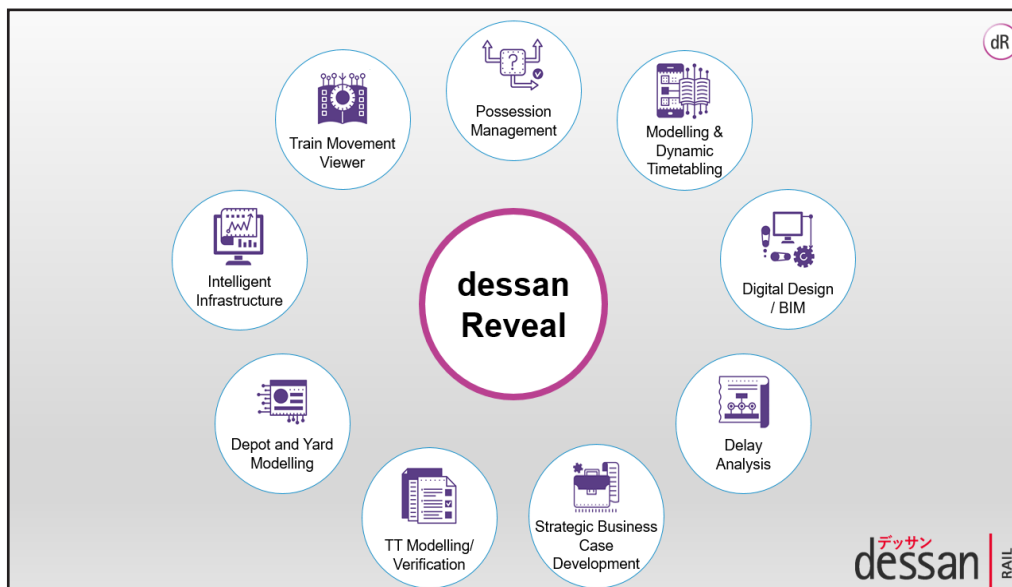 dR
?
Possession
Management
Train Movement
Viewer
Modelling &
Dynamic
Timetabling
Intelligent
Infrastructure
Digital Design
/ BIM
dessan
Reveal
Depot and Yard
Modelling
Delay
Analysis
TT Modelling/
Verification
Strategic Business
Case
Development
デッサン
dessan
RAIL